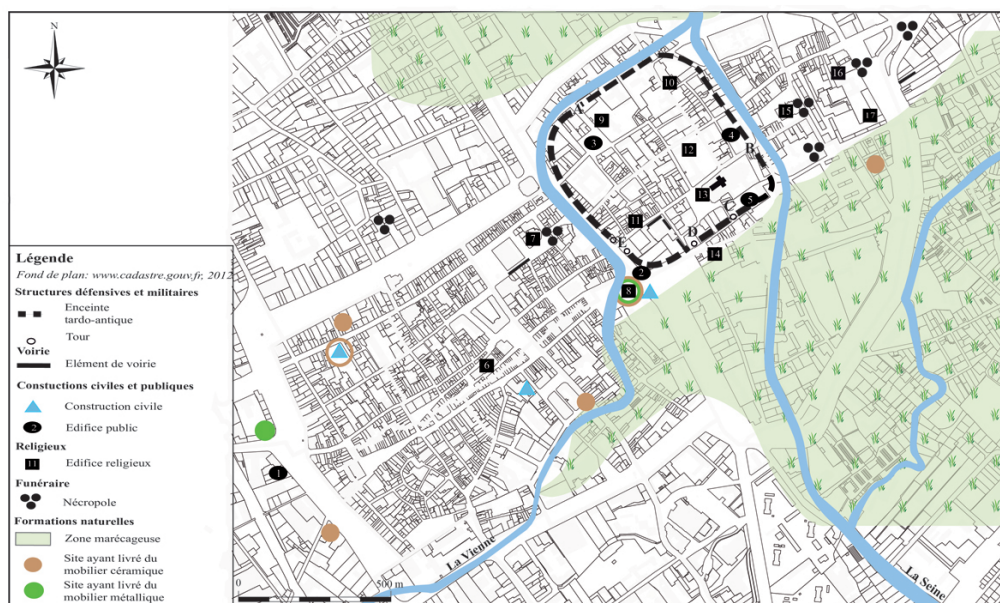 N
Légende
Fond de plan: www.cadastre.gouv.fr, 2012
Structures défensives et militaires
Enceinte
tardo-antique
Tour
Voirie
Elément de voirie
Constuctions civiles et publiques
Construction civile
2
Edifice public
Religieux
11
Edifice religieux
Funéraire
Nécropole
Formations naturelles
Zone marécageuse
Site ayant livré du
mobilier céramique
Site ayant livré du
mobilier métallique
10
16
A
15
17
9
4
3
12
B
13
5
C
11
7
E
D
14
2
8
6
1
La Vienne
La Seine
0
500 m